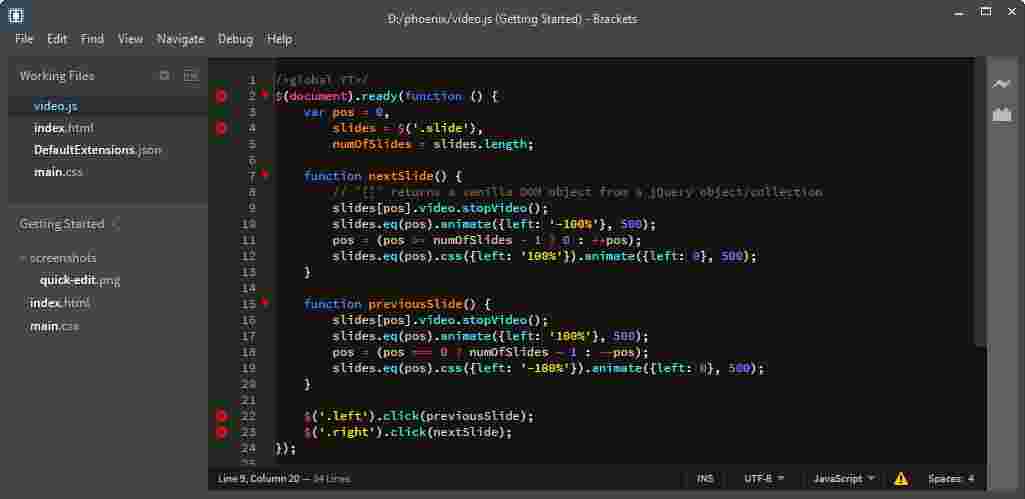 D:/phoenix/video.js (Getting Started) - Brackets
File Edit Find View Navigate Debug Help
Working Files
video.js
index.html
DefaultExtensions.json
main.css
Getting Started
screenshots
quick-edit.png
index.html
main.css
1 /*global YT*/
2 $(document).ready(function () {
3 var pos = 0,
4 slides = $('.slide'),
5 numOfSlides = slides.length;
6
7 function nextSlide() {
8 // "[]" returns a vanilla DOM object from a jQuery object/collection
9 slides[pos].video.stopVideo();
10 slides.eq(pos).animate({left: '-100%'}, 500);
11 pos = (pos >= numOfSlides - 1 ? 0 : ++pos);
12 slides.eq(pos).css({left: '100%'}).animate({left: 0}, 500);
13 }
14
15 function previousSlide() {
16 slides[pos].video.stopVideo();
17 slides.eq(pos).animate({left: '100%'}, 500);
18 pos = (pos === 0 ? numOfSlides - 1 : --pos);
19 slides.eq(pos).css({left: '-100%'}).animate({left: 0}, 500);
20 }
21
22 $('.left').click(previousSlide);
23 $('.right').click(nextSlide);
24 });
25
Line 9, Column 20 — 34 Lines
INS UTF-8 JavaScript Spaces: 4